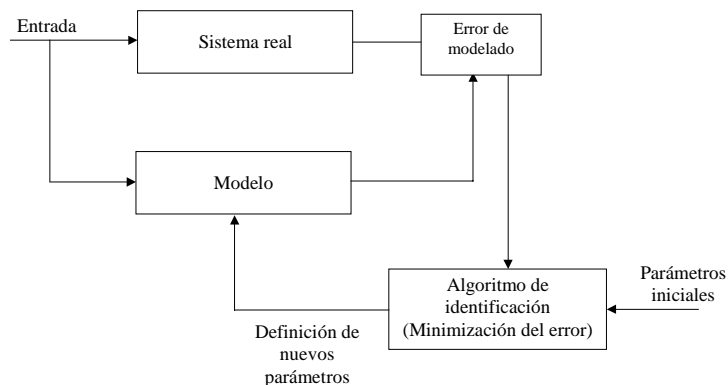 Entrada
Sistema real
Error de
modelado
Modelo
Algoritmo de
identificación
(Minimización del error)
Parámetros
iniciales
Definición de
nuevos
parámetros